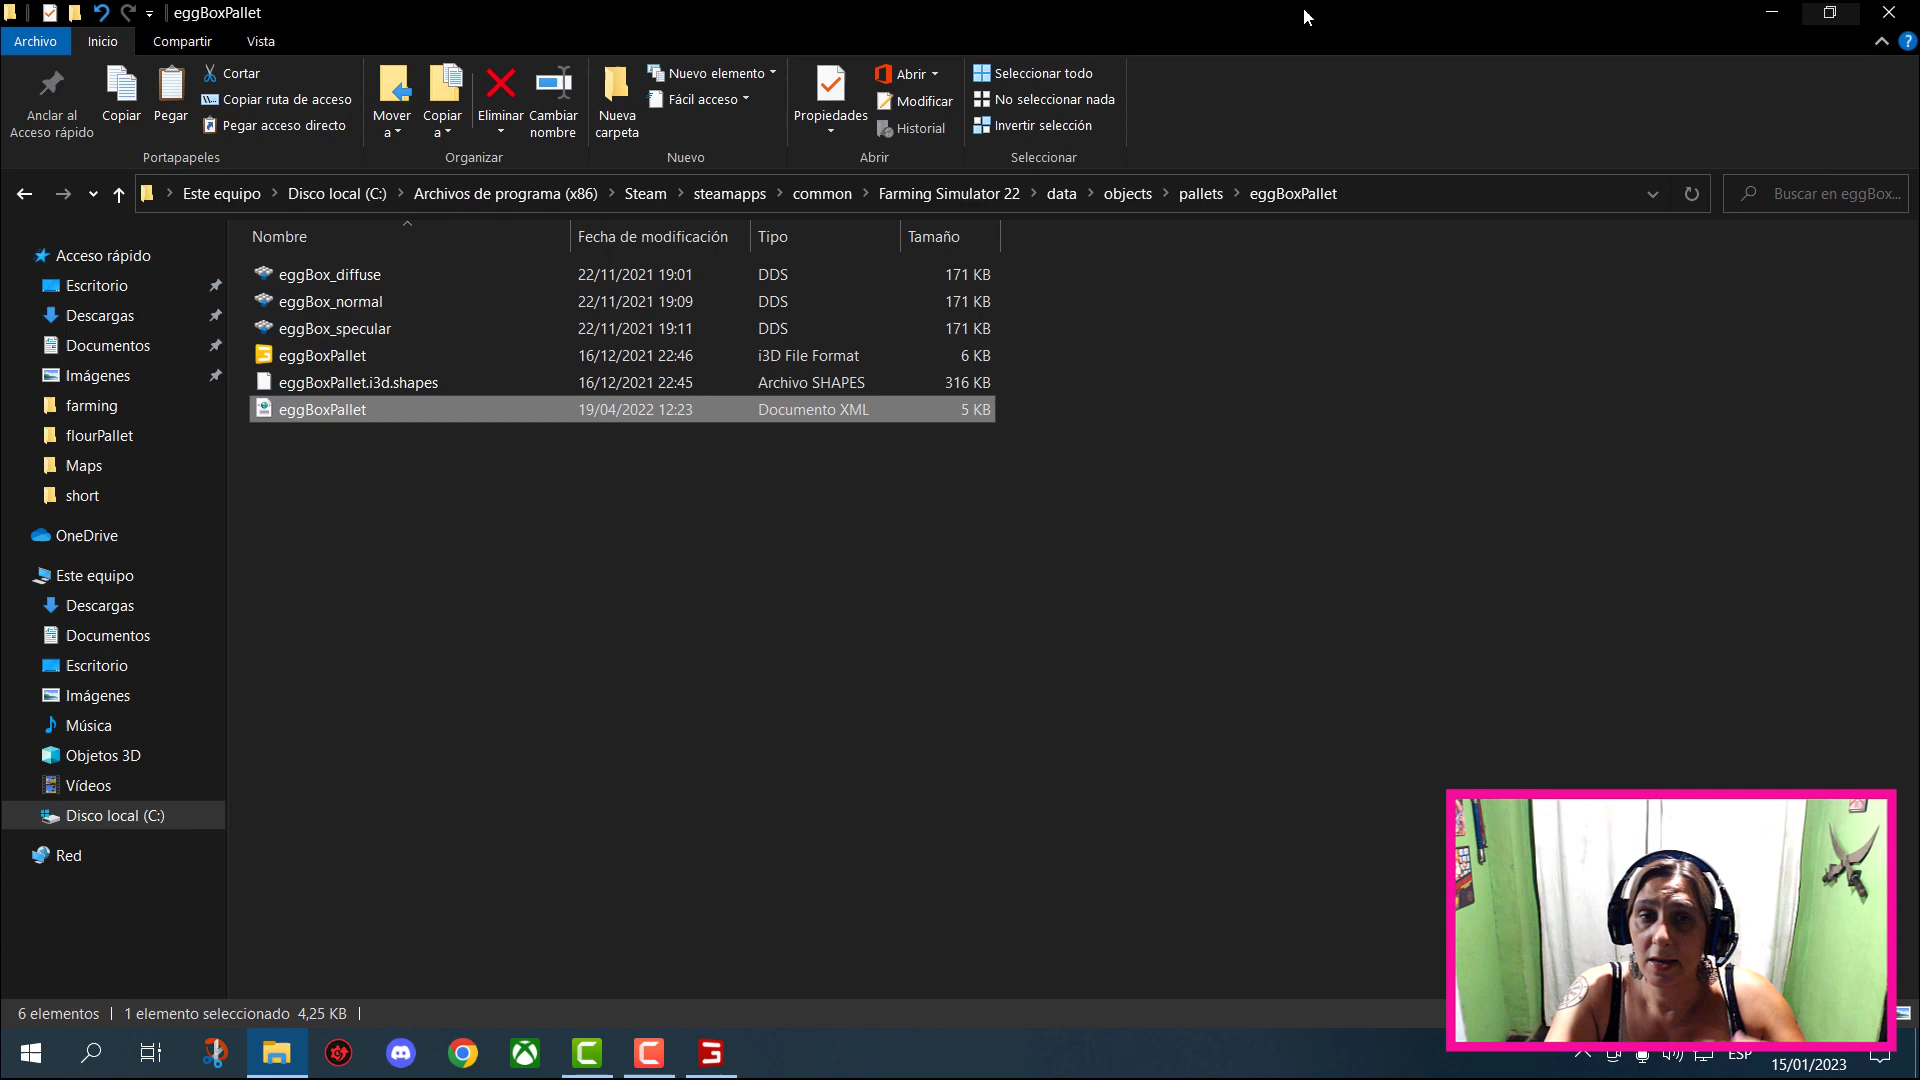 eggBoxPallet
Archivo Inicio Compartir Vista
Anclar al Acceso rápido
Copiar
Pegar
Cortar
Copiar ruta de acceso
Pegar acceso directo
Portapapeles
Mover a
Copiar a
Eliminar
Cambiar nombre
Organizar
Nueva carpeta
Nuevo elemento
Fácil acceso
Nuevo
Propiedades
Abrir
Modificar
Historial
Abrir
Seleccionar todo
No seleccionar nada
Invertir selección
Seleccionar
Este equipo Disco local (C:) Archivos de programa (x86) Steam steamapps common Farming Simulator 22 data objects pallets eggBoxPallet
Buscar en eggBox...
Nombre Fecha de modificación Tipo Tamaño
eggBox_diffuse 22/11/2021 19:01 DDS 171 KB
eggBox_normal 22/11/2021 19:09 DDS 171 KB
eggBox_specular 22/11/2021 19:11 DDS 171 KB
eggBoxPallet 16/12/2021 22:46 i3D File Format 6 KB
eggBoxPallet.i3d.shapes 16/12/2021 22:45 Archivo SHAPES 316 KB
eggBoxPallet 19/04/2022 12:23 Documento XML 5 KB
Acceso rápido
Escritorio
Descargas
Documentos
Imágenes
farming
flourPallet
Maps
short
OneDrive
Este equipo
Descargas
Documentos
Escritorio
Imágenes
Música
Objetos 3D
Vídeos
Disco local (C:)
Red
6 elementos 1 elemento seleccionado 4,25 KB
ESP
15/01/2023